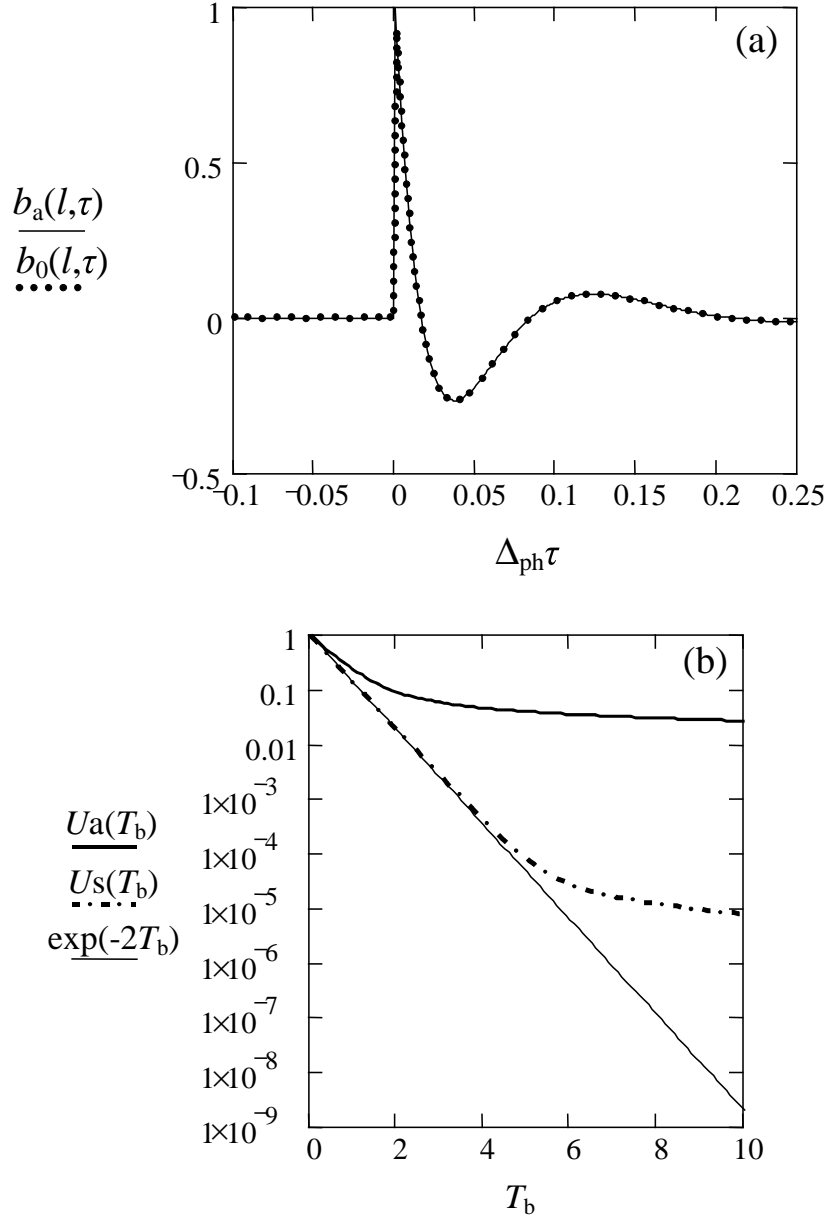 (a)
1
0.5
0
−0.5
b_a(l,τ)
b_0(l,τ)
−0.1 −0.05 0 0.05 0.1 0.15 0.2 0.25
Δ_phτ
(b)
1
0.1
0.01
1×10^−3
1×10^−4
1×10^−5
1×10^−6
1×10^−7
1×10^−8
1×10^−9
Ua(T_b)
Us(T_b)
exp(-2T_b)
0 2 4 6 8 10
T_b